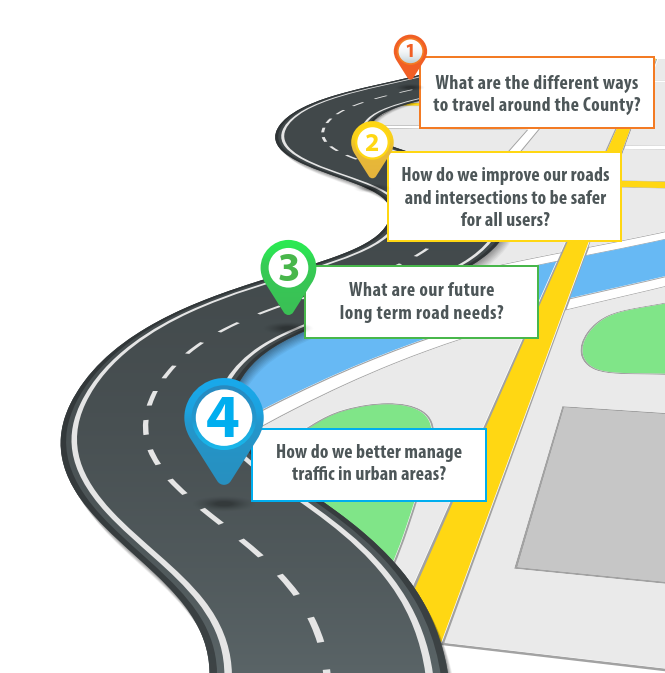 1
What are the different ways
to travel around the County?
2
How do we improve our roads
and intersections to be safer
for all users?
3
What are our future
long term road needs?
4
How do we better manage
traffic in urban areas?